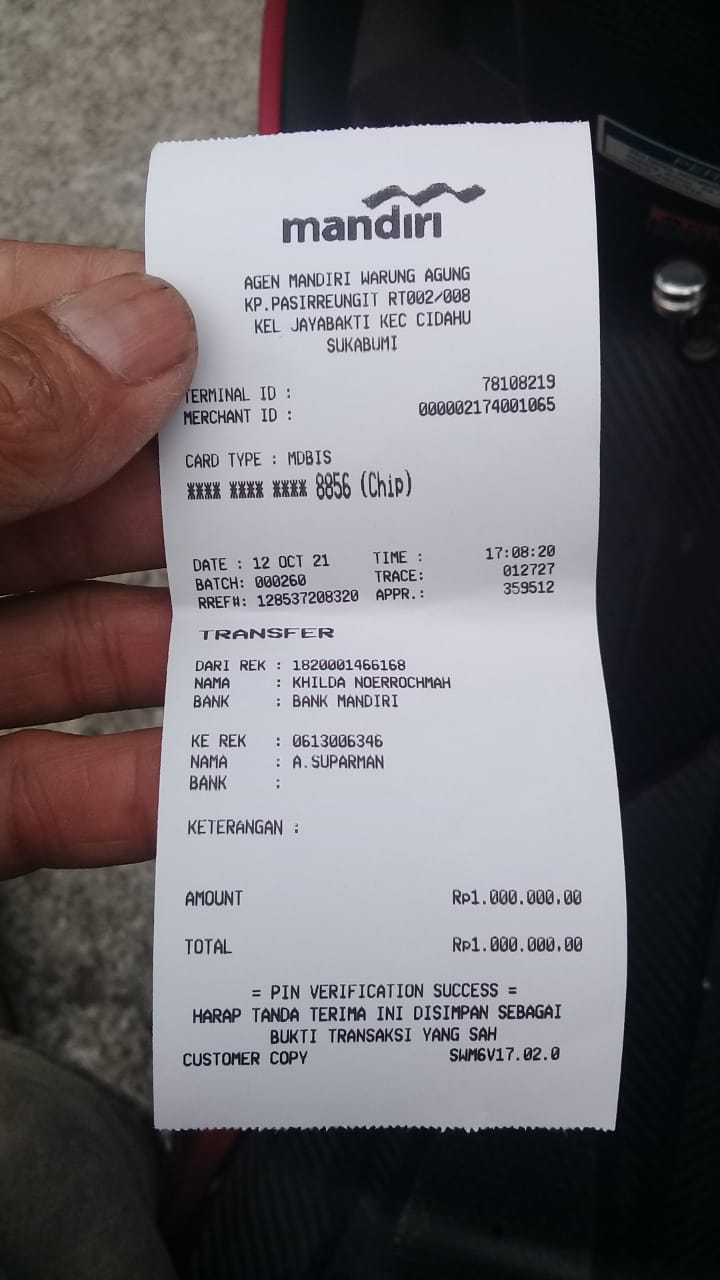 mandiri
AGEN MANDIRI WARUNG AGUNG
KP.PASIRREUNGIT RT002/008
KEL JAYABAKTI KEC CIDAHU
SUKABUMI
TERMINAL ID : 78108219
MERCHANT ID : 000002174001065
CARD TYPE : MDBIS
**** **** **** 8856 (Chip)
DATE : 12 OCT 21 TIME : 17:08:20
BATCH: 000260 TRACE: 012727
RREF#: 128537208320 APPR.: 359512
TRANSFER
DARI REK : 1820001466168
NAMA : KHILDA NOERROCHMAH
BANK : BANK MANDIRI
KE REK : 0613006346
NAMA : A.SUPARMAN
BANK :
KETERANGAN :
AMOUNT Rp1.000.000,00
TOTAL Rp1.000.000,00
= PIN VERIFICATION SUCCESS =
HARAP TANDA TERIMA INI DISIMPAN SEBAGAI
BUKTI TRANSAKSI YANG SAH
CUSTOMER COPY SWM6V17.02.0